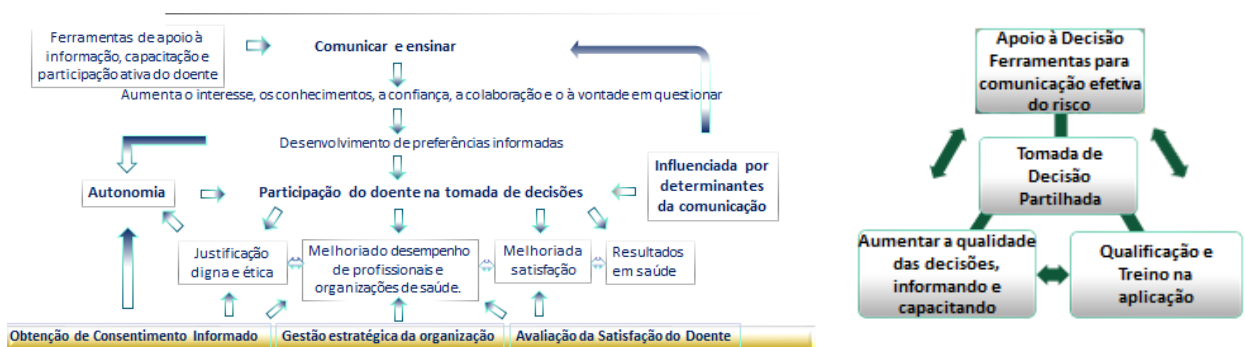 Ferramentas de apoio à
informação, capacitação e
participação ativa do doente
Comunicar e ensinar
Aumenta o interesse, os conhecimentos, a confiança, a colaboração e o à vontade em questionar
Desenvolvimento de preferências informadas
Autonomia
Participação do doente na tomada de decisões
Influenciada por
determinantes
da comunicação
Justificação
digna e ética
Melhoria do desempenho
de profissionais e
organizações de saúde.
Melhoria da
satisfação
Resultados
em saúde
Obtenção de Consentimento Informado
Gestão estratégica da organização
Avaliação da Satisfação do Doente
Apoio à Decisão
Ferramentas para
comunicação efetiva
do risco
Tomada de
Decisão
Partilhada
Aumentar a qualidade
das decisões,
informando e
capacitando
Qualificação e
Treino na
aplicação